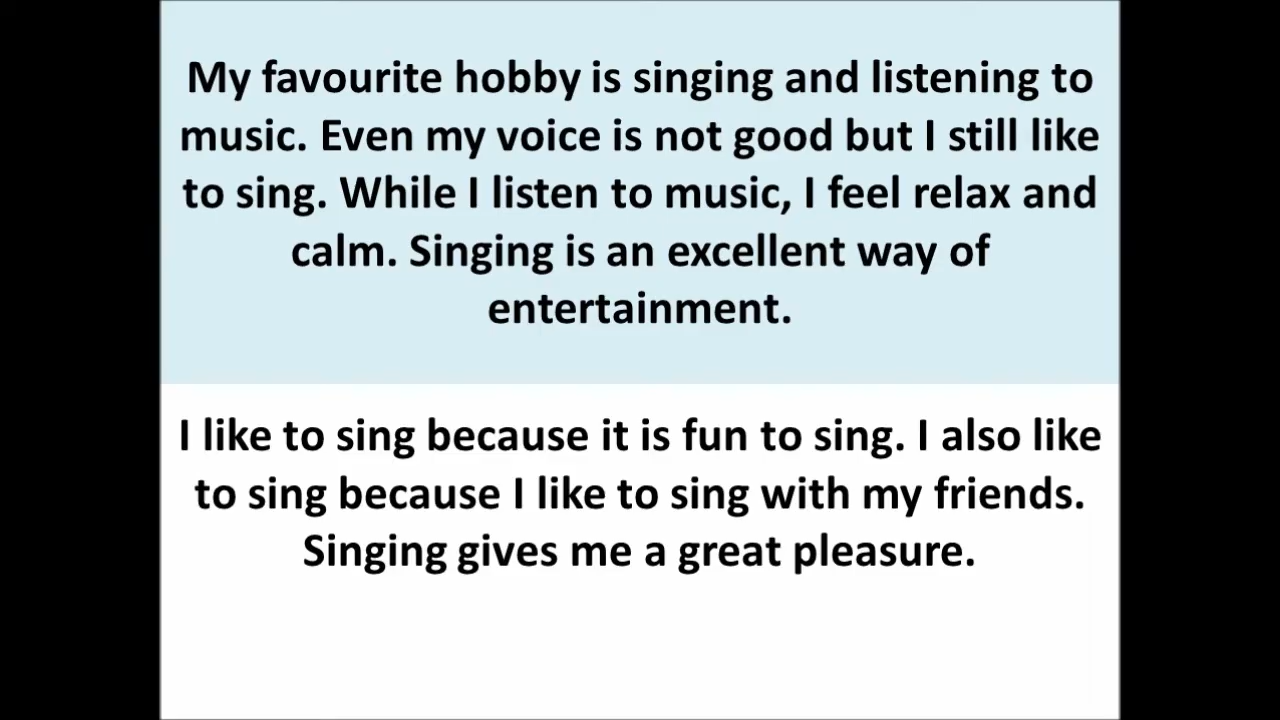 My favourite hobby is singing and listening to
music. Even my voice is not good but I still like
to sing. While I listen to music, I feel relax and
calm. Singing is an excellent way of
entertainment.
I like to sing because it is fun to sing. I also like
to sing because I like to sing with my friends.
Singing gives me a great pleasure.